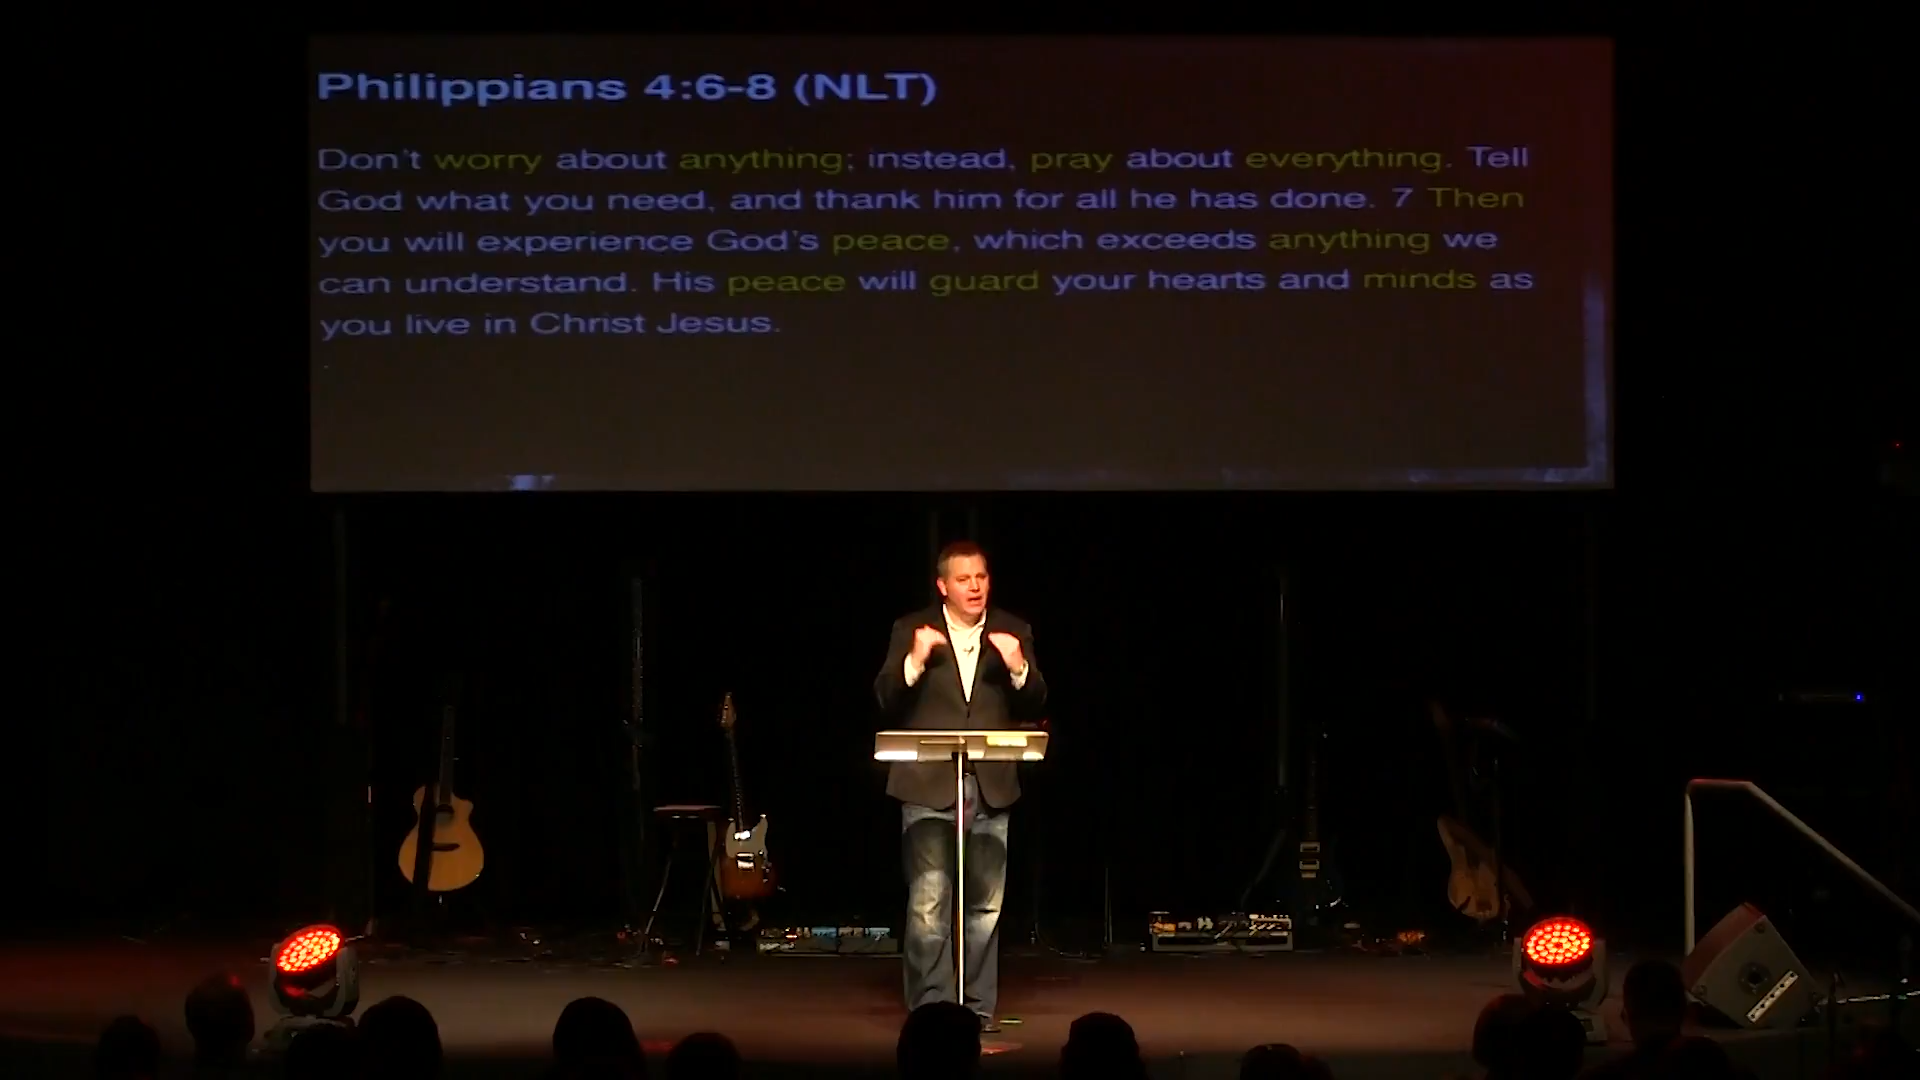 Philippians 4:6-8 (NLT)
Don't worry about anything; instead, pray about everything. Tell
God what you need, and thank him for all he has done. 7 Then
you will experience God's peace, which exceeds anything we
can understand. His peace will guard your hearts and minds as
you live in Christ Jesus.